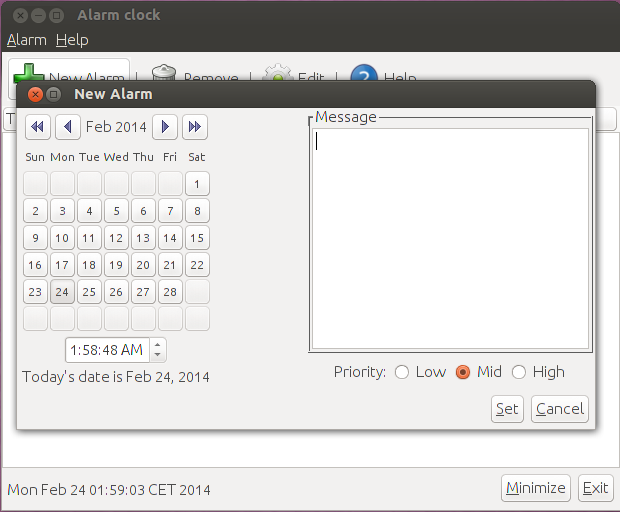 Alarm clock
Alarm Help
New Alarm Remove Edit Help
New Alarm
Feb 2014
Message
Sun Mon Tue Wed Thu Fri Sat
1
2 3 4 5 6 7 8
9 10 11 12 13 14 15
16 17 18 19 20 21 22
23 24 25 26 27 28
1:58:48 AM
Today's date is Feb 24, 2014
Priority: Low Mid High
Set Cancel
Mon Feb 24 01:59:03 CET 2014
Minimize Exit